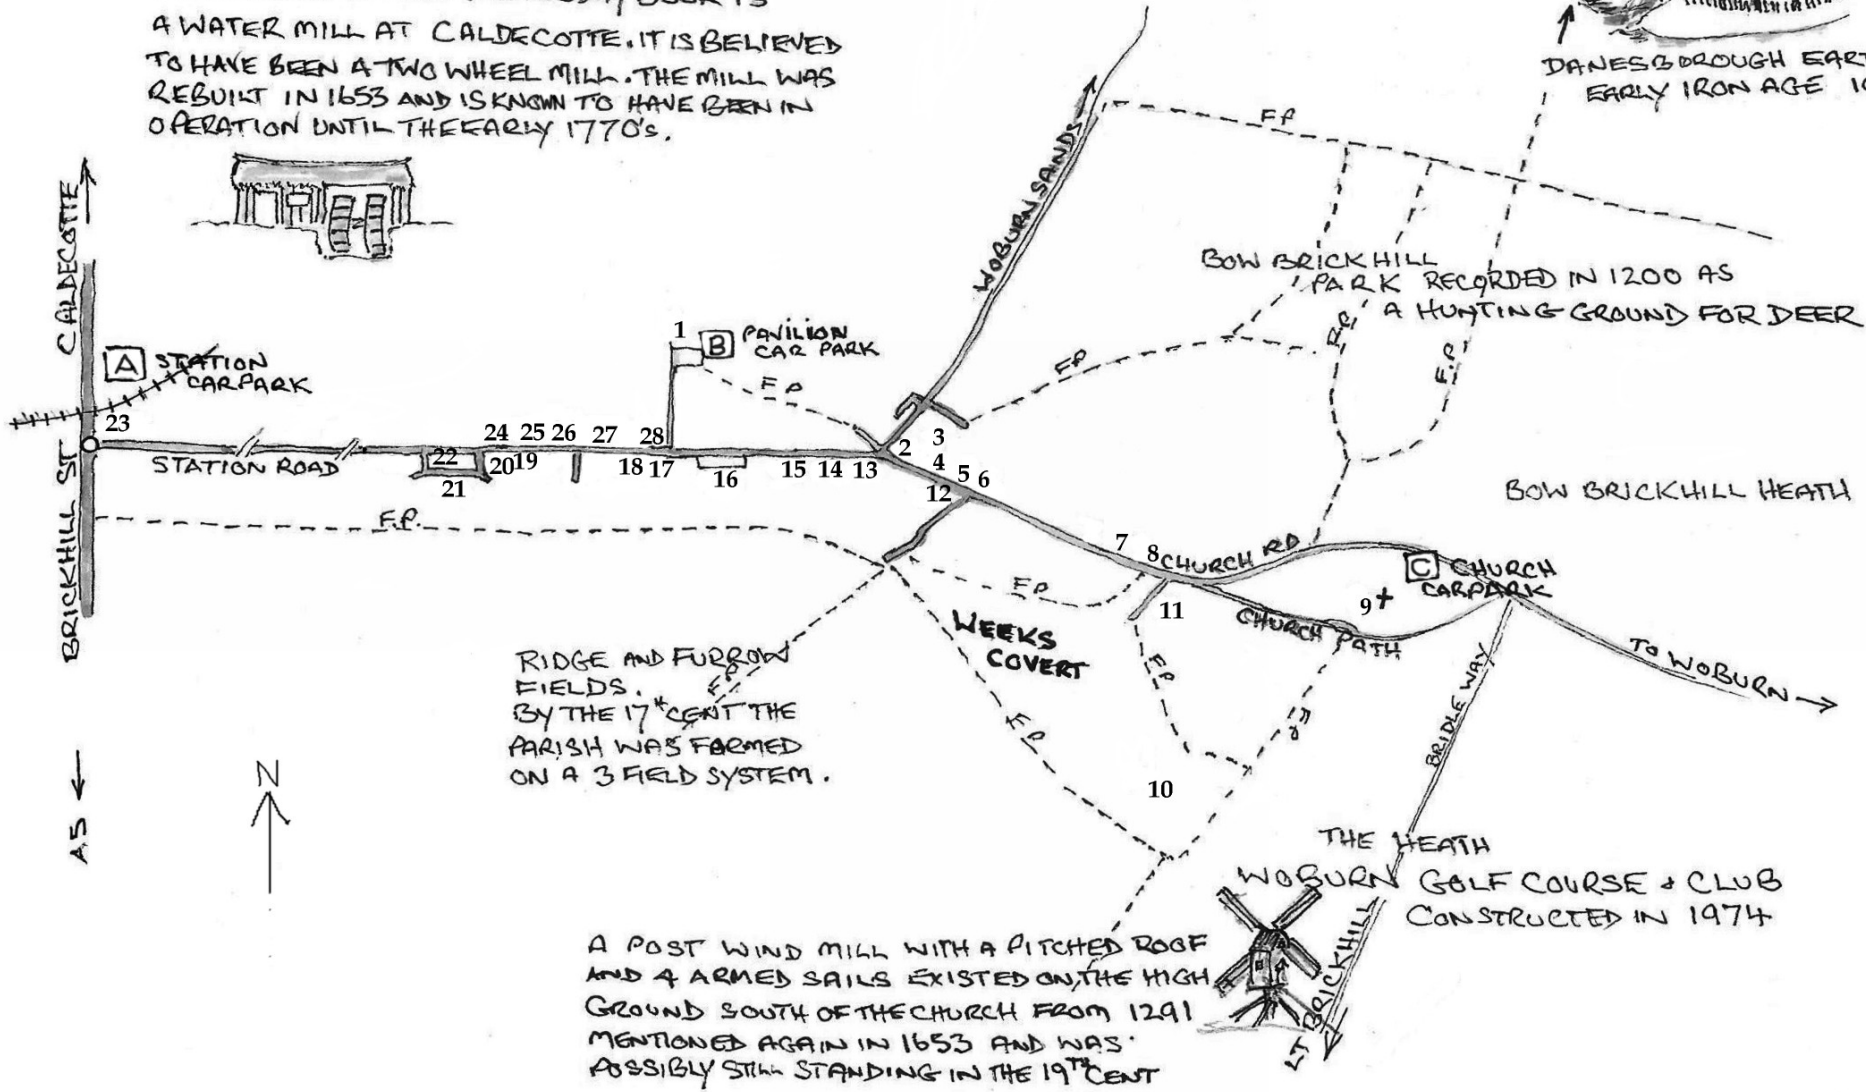 A WATER MILL AT CALDECOTTE. IT IS BELIEVED
TO HAVE BEEN A TWO WHEEL MILL. THE MILL WAS
REBUILT IN 1653 AND IS KNOWN TO HAVE BEEN IN
OPERATION UNTIL THE EARLY 1770's.
DANESBOROUGH
EARLY IRON AGE
CALDECOTTE
BRICKHILL ST
A5
N
A STATION
CARPARK
23
STATION ROAD
24 25 26 27 28
22 20 19 18 17
21
1
B PAVILION
CAR PARK
F.P
16
15 14 13
WOBURN SANDS
F.P
F.P
2 3
4
5 6
12
BOW BRICKHILL
PARK RECORDED IN 1200 AS
A HUNTING GROUND FOR DEER
F.P
F.P
BOW BRICKHILL HEATH
F.P.
7
8
CHURCH RD
C CHURCH
CARPARK
9
11
CHURCH PATH
TO WOBURN
BRIDLE WAY
F.P
WEEKS
COVERT
F.P
F.P
F.P
F.P
10
RIDGE AND FURROW
FIELDS.
BY THE 17th CENT THE
PARISH WAS FARMED
ON A 3 FIELD SYSTEM.
THE HEATH
WOBURN GOLF COURSE & CLUB
CONSTRUCTED IN 1974
LT BRICKHILL
A POST WIND MILL WITH A PITCHED ROOF
AND 4 ARMED SAILS EXISTED ON THE HIGH
GROUND SOUTH OF THE CHURCH FROM 1291
MENTIONED AGAIN IN 1653 AND WAS
POSSIBLY STILL STANDING IN THE 19TH CENT